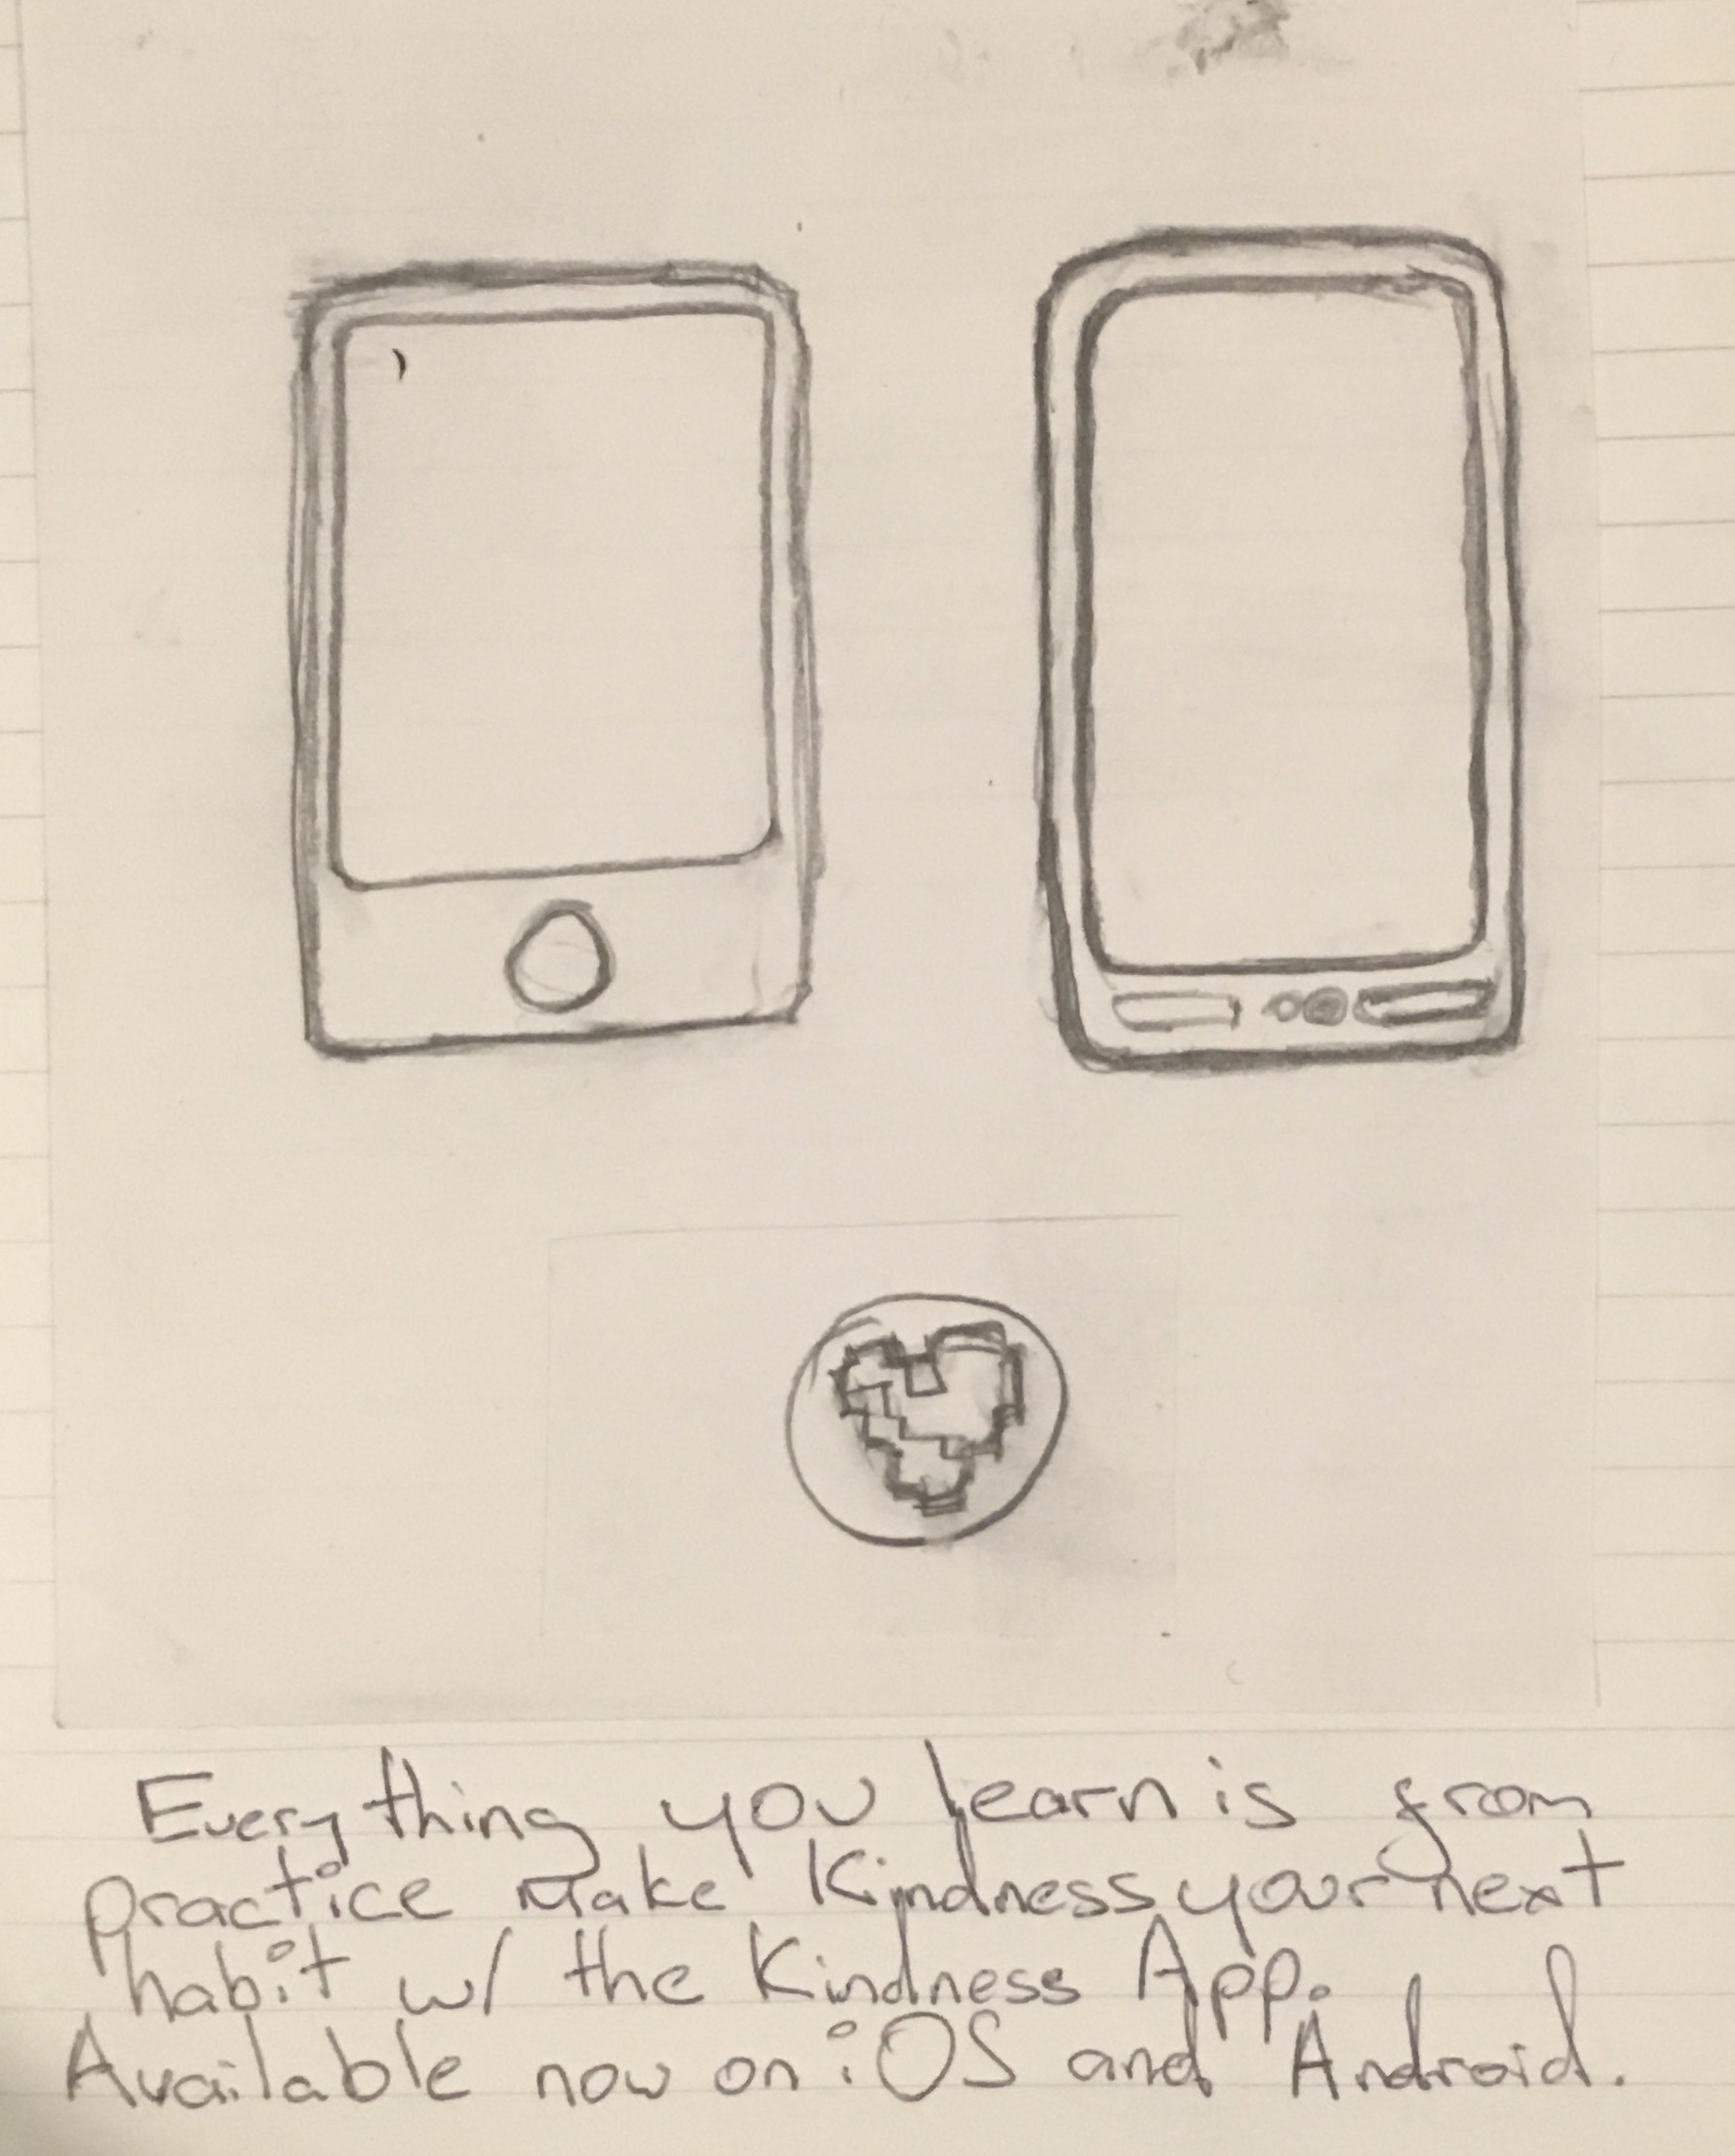 Everything you learn is from
practice Make Kindness your next
habit w/ the Kindness App.
Available now on iOS and Android.